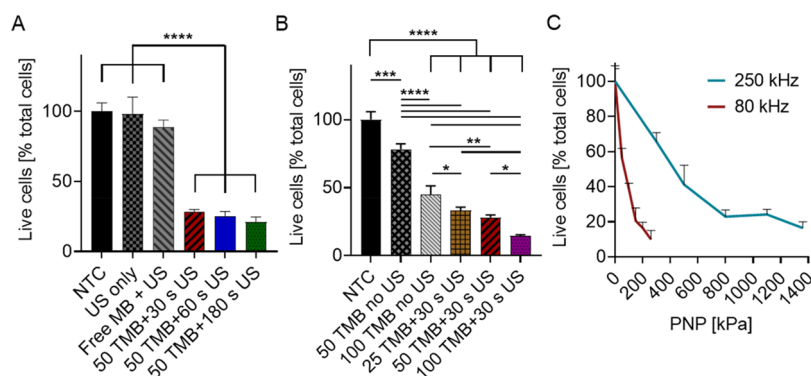 A
Live cells [% total cells]
150
100
50
0
****
NTC
US only
Free MB + US
50 TMB+30 s US
50 TMB+60 s US
50 TMB+180 s US
B
Live cells [% total cells]
150
100
50
0
****
***
****
**
*
*
NTC
50 TMB no US
100 TMB no US
25 TMB+30 s US
50 TMB+30 s US
100 TMB+30 s US
C
Live cells [% total cells]
100
80
60
40
20
0
250 kHz
80 kHz
0
200
400
600
800
1000
1200
1400
PNP [kPa]